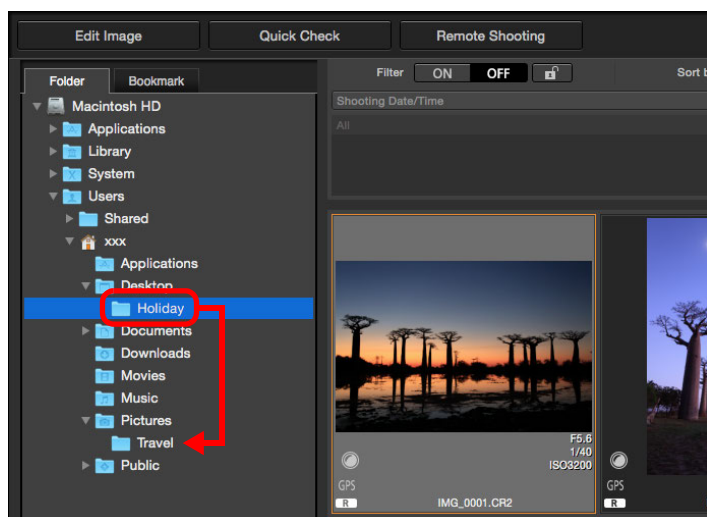 Edit Image
Quick Check
Remote Shooting
Folder
Bookmark
Macintosh HD
Applications
Library
System
Users
Shared
xxx
Applications
Desktop
Holiday
Documents
Downloads
Movies
Music
Pictures
Travel
Public
Filter ON OFF
Sort b
Shooting Date/Time
All
F5.6
1/40
ISO3200
GPS
R
IMG_0001.CR2
GPS
R